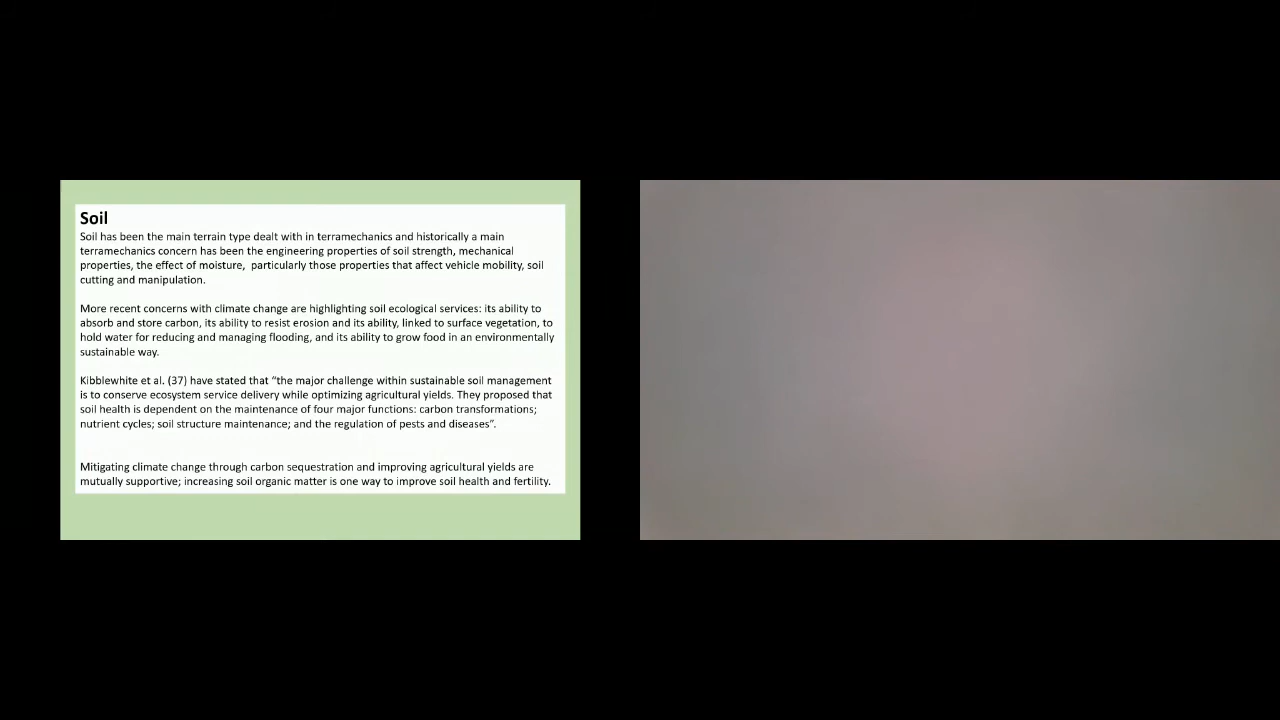 Soil
Soil has been the main terrain type dealt with in terramechanics and historically a main
terramechanics concern has been the engineering properties of soil strength, mechanical
properties, the effect of moisture,  particularly those properties that affect vehicle mobility, soil
cutting and manipulation.
More recent concerns with climate change are highlighting soil ecological services: its ability to
absorb and store carbon, its ability to resist erosion and its ability, linked to surface vegetation, to
hold water for reducing and managing flooding, and its ability to grow food in an environmentally
sustainable way.
Kibblewhite et al. (37) have stated that “the major challenge within sustainable soil management
is to conserve ecosystem service delivery while optimizing agricultural yields. They proposed that
soil health is dependent on the maintenance of four major functions: carbon transformations;
nutrient cycles; soil structure maintenance; and the regulation of pests and diseases”.
Mitigating climate change through carbon sequestration and improving agricultural yields are
mutually supportive; increasing soil organic matter is one way to improve soil health and fertility.